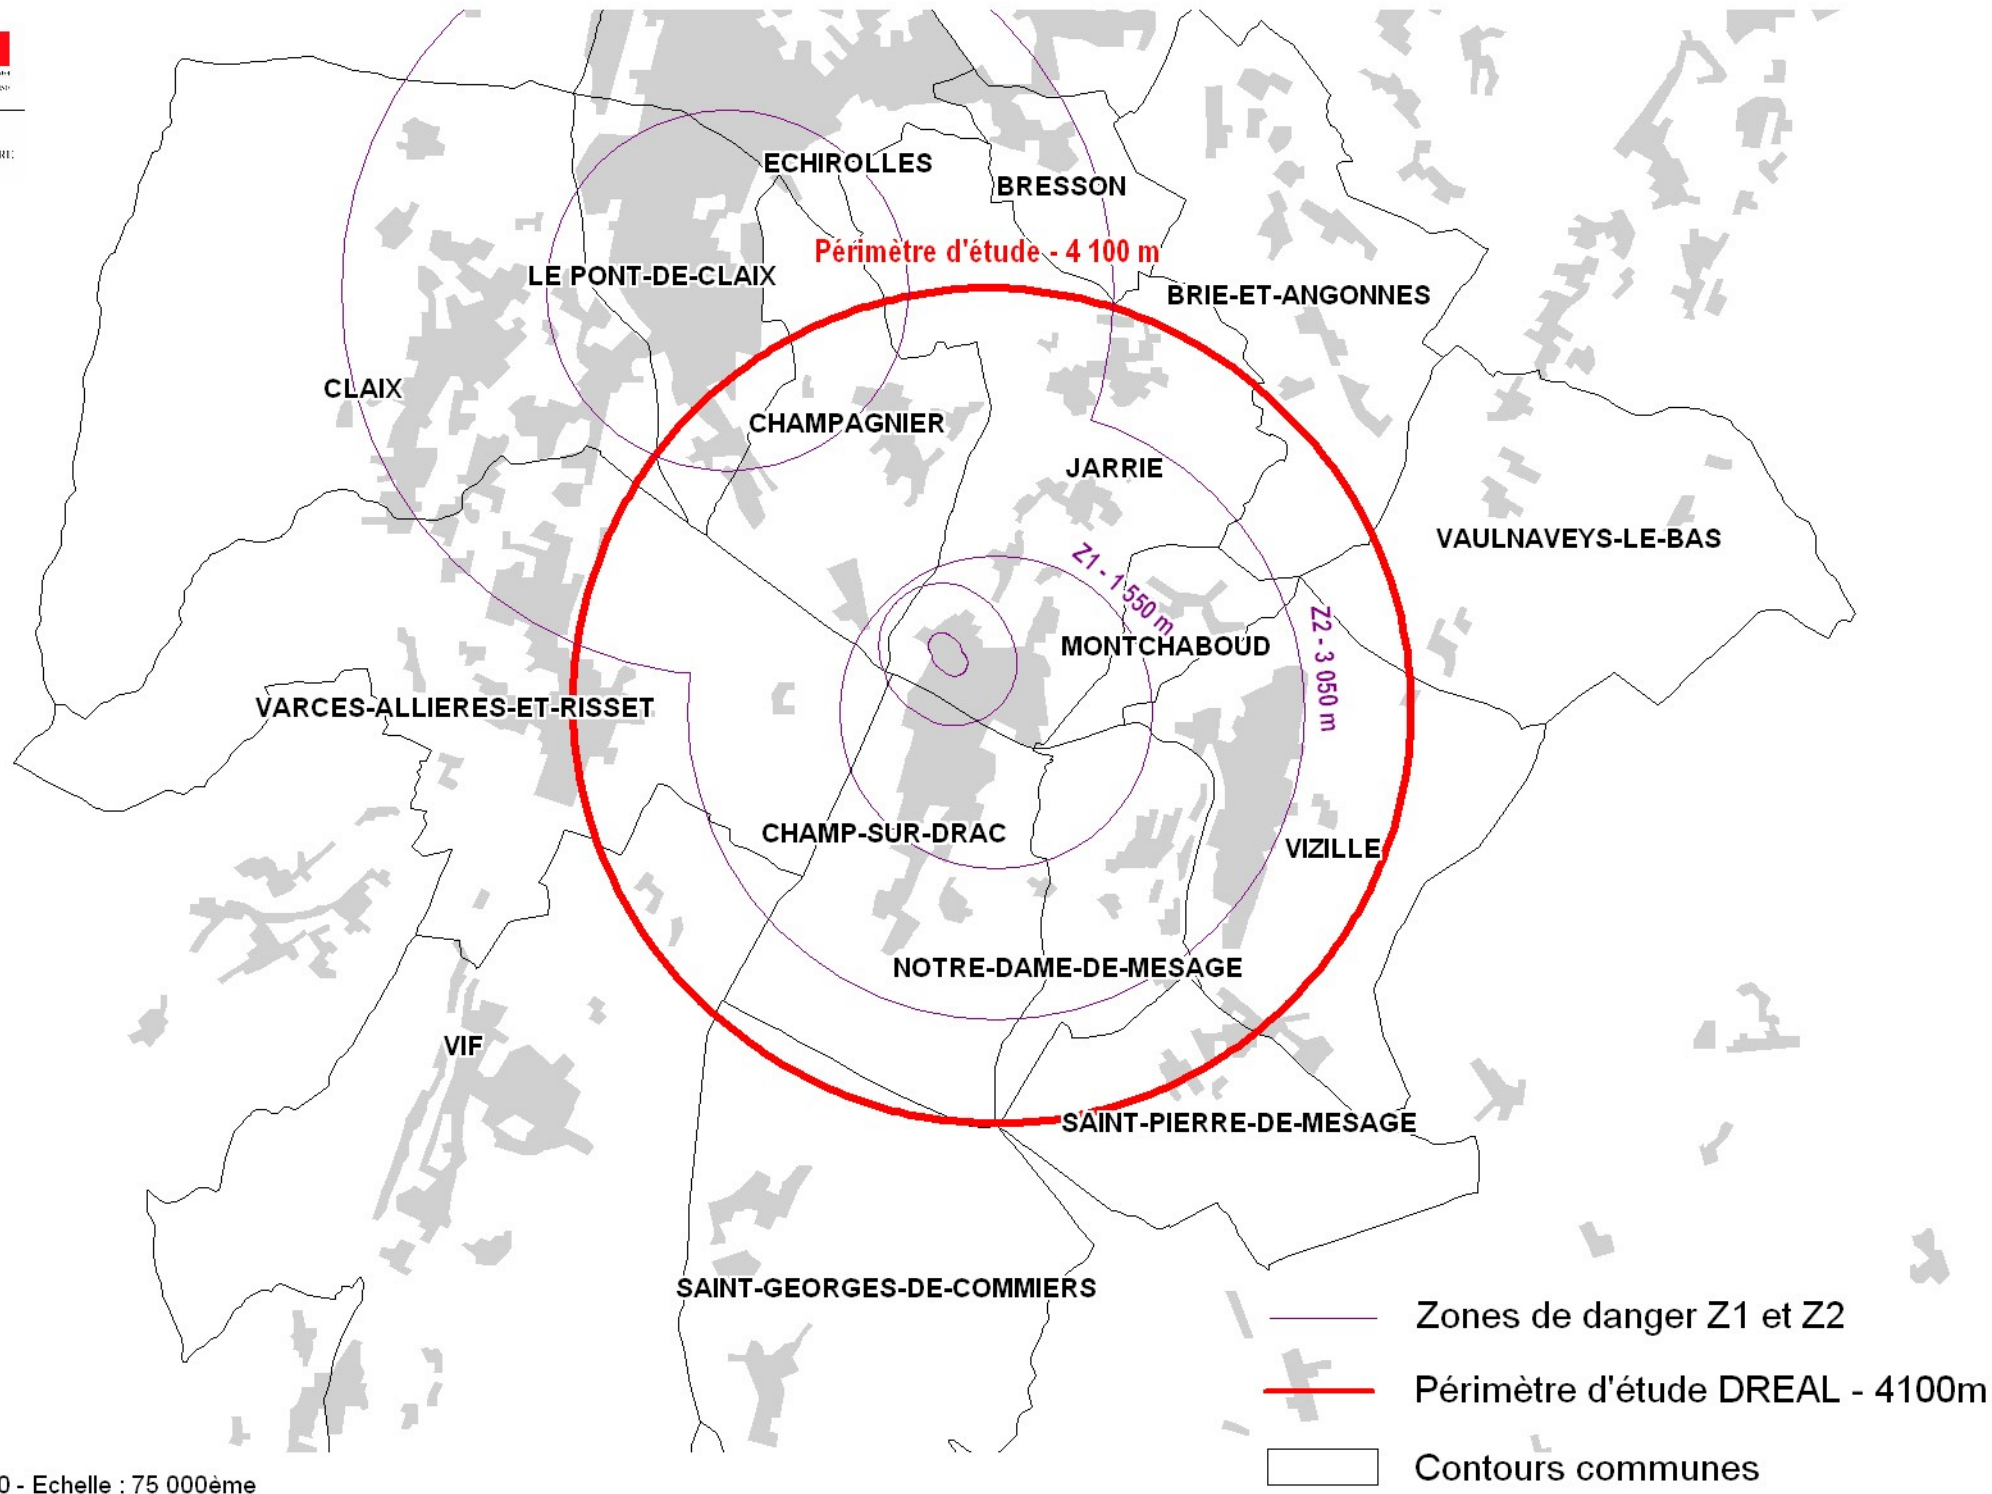 ECHIROLLES
BRESSON
Périmètre d'étude - 4 100 m
LE PONT-DE-CLAIX
BRIE-ET-ANGONNES
CLAIX
CHAMPAGNIER
JARRIE
VAULNAVEYS-LE-BAS
Z1 - 1 550 m
MONTCHABOUD
Z2 - 3 050 m
VARCES-ALLIERES-ET-RISSET
CHAMP-SUR-DRAC
VIZILLE
NOTRE-DAME-DE-MESAGE
VIF
SAINT-PIERRE-DE-MESAGE
SAINT-GEORGES-DE-COMMIERS
Zones de danger Z1 et Z2
Périmètre d'étude DREAL - 4100m
Contours communes
0 - Echelle : 75 000ème